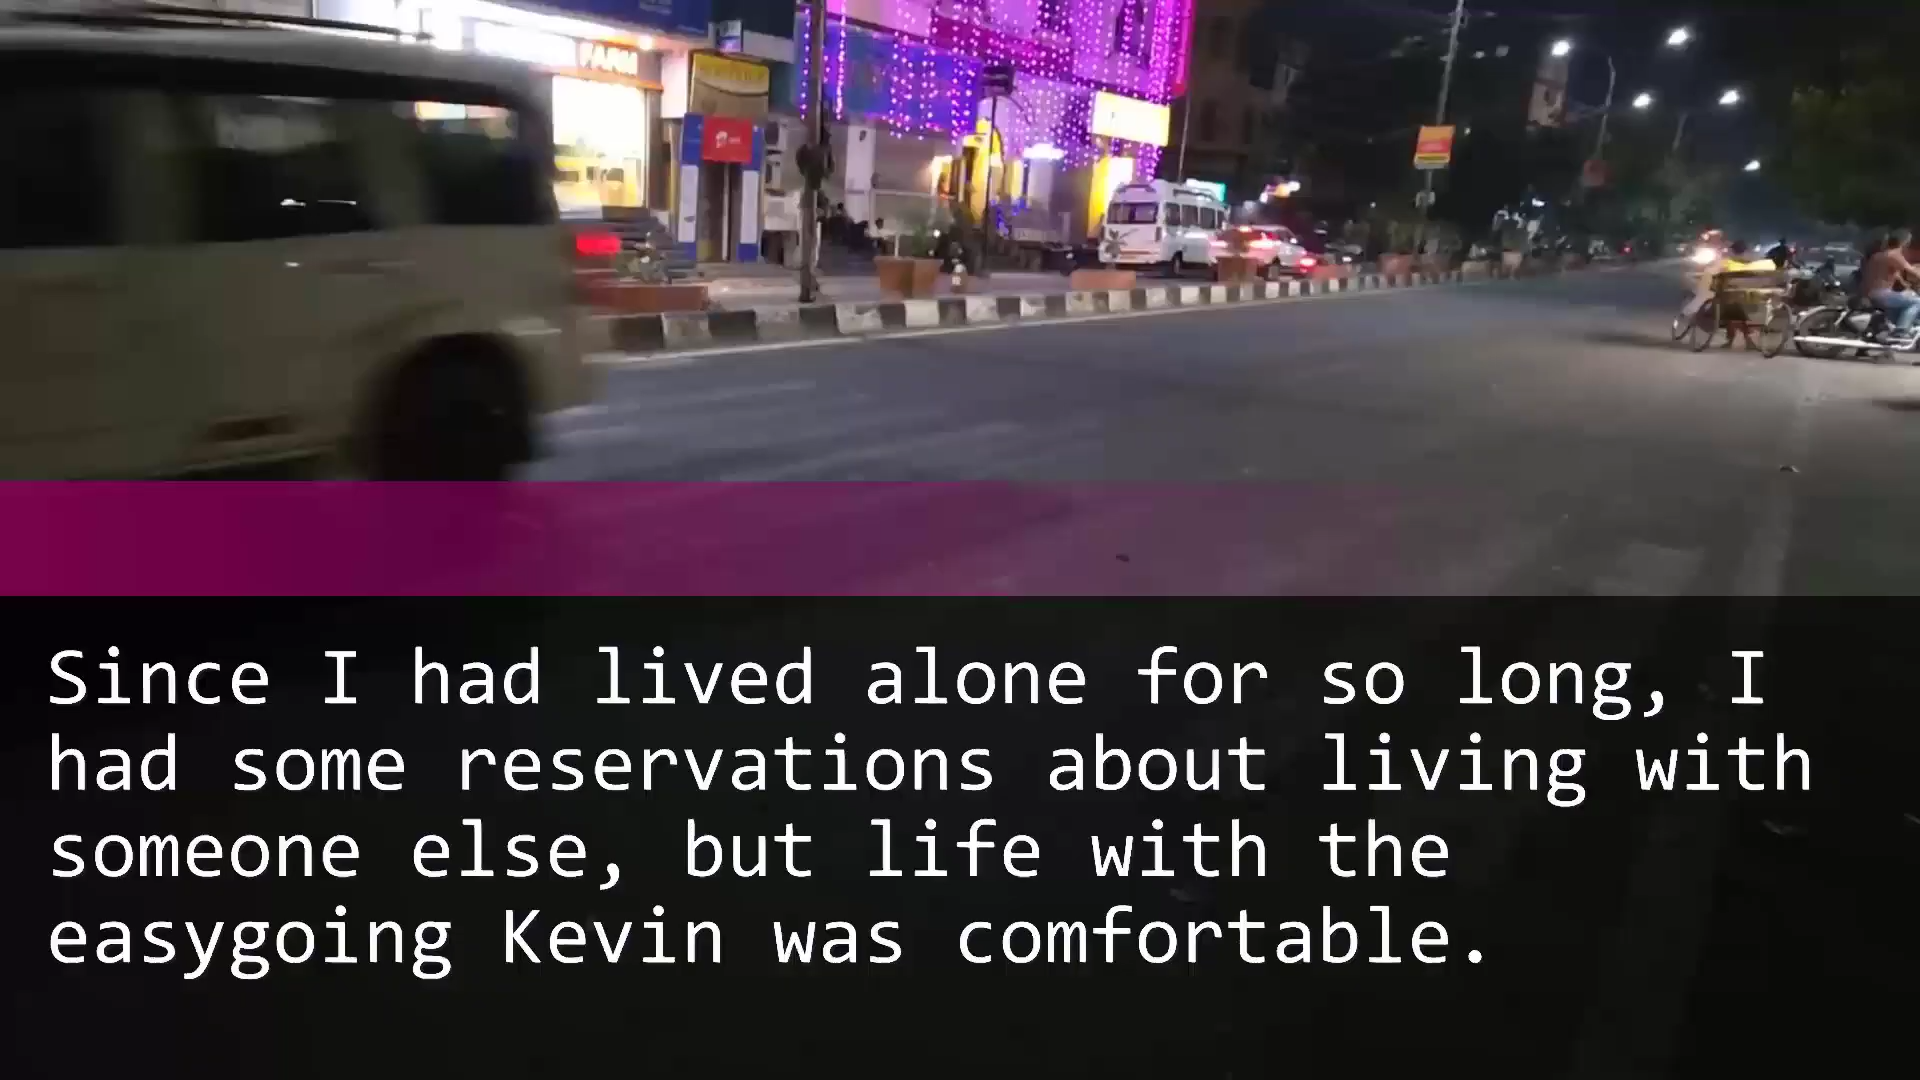 FARM
Since I had lived alone for so long, I
had some reservations about living with
someone else, but life with the
easygoing Kevin was comfortable.